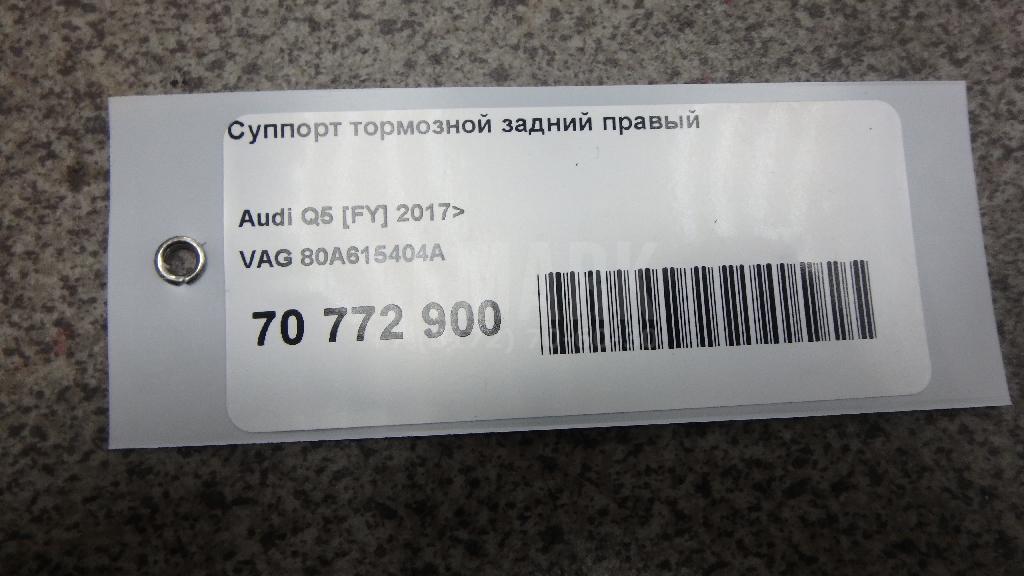 Суппорт тормозной задний правый
Audi Q5 [FY] 2017>
VAG 80A615404A
70 772 900